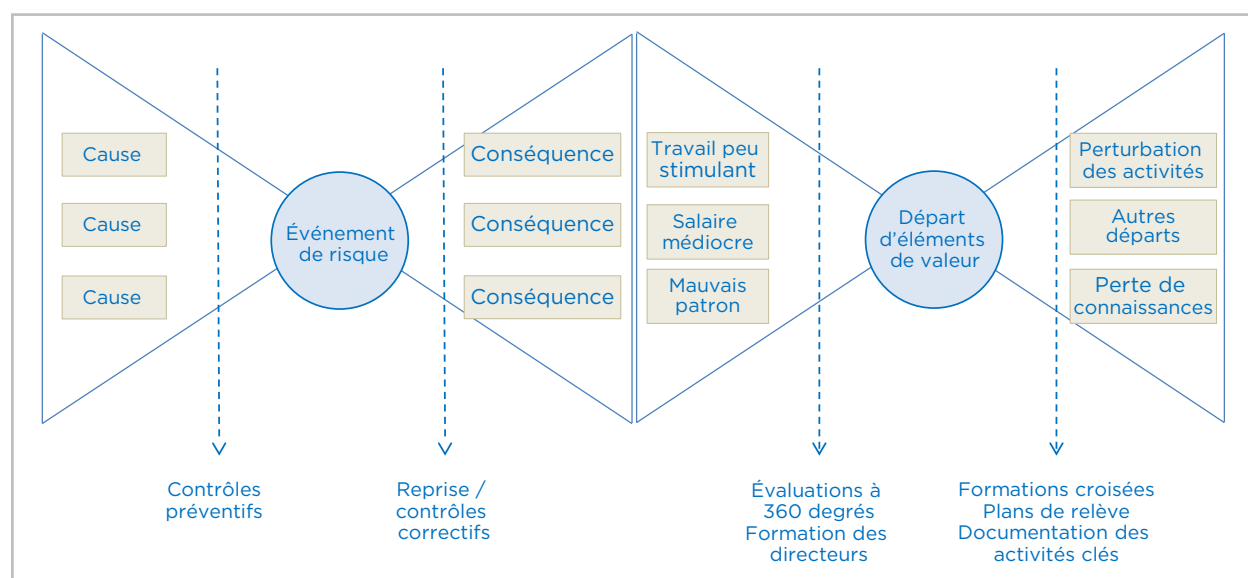 Cause
Cause
Cause
Événement
de risque
Conséquence
Conséquence
Conséquence
Contrôles
préventifs
Reprise /
contrôles
correctifs
Travail peu
stimulant
Salaire
médiocre
Mauvais
patron
Départ
d'éléments
de valeur
Perturbation
des activités
Autres
départs
Perte de
connaissances
Évaluations à
360 degrés
Formation des
directeurs
Formations croisées
Plans de relève
Documentation des
activités clés